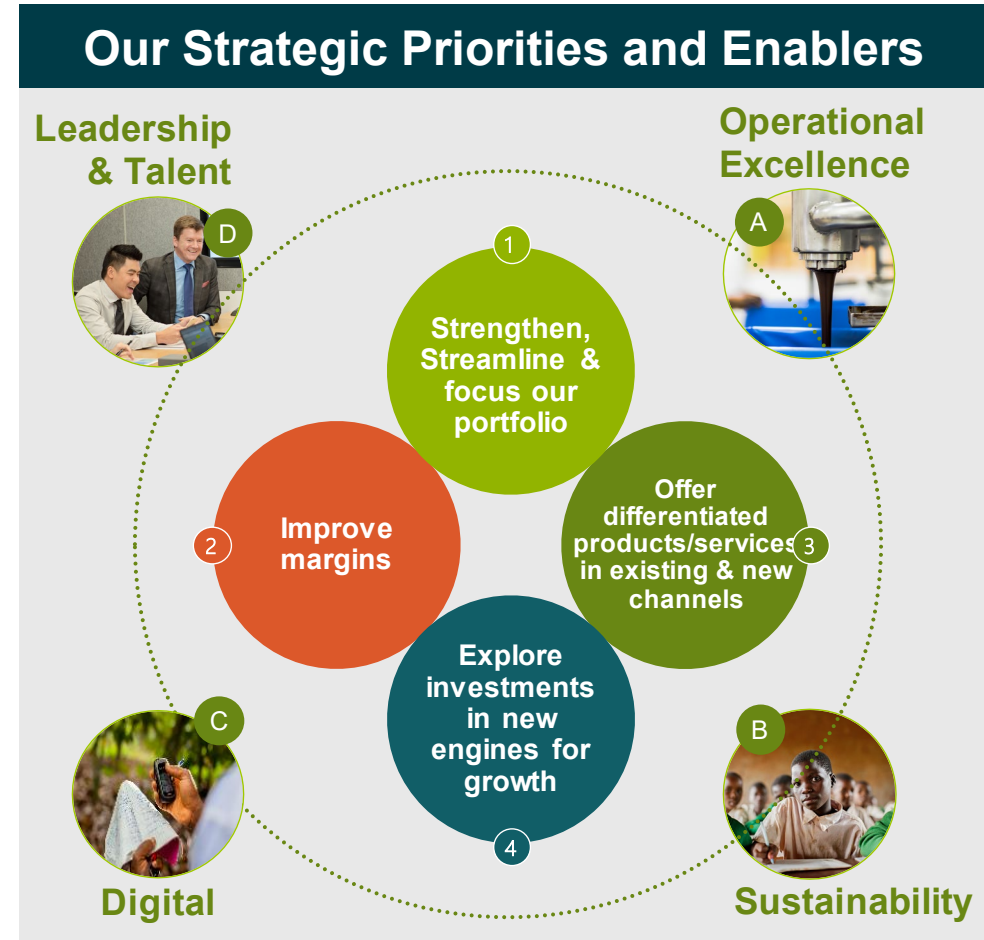 Our Strategic Priorities and Enablers
Leadership
& Talent
D
Operational
Excellence
A
1
Strengthen,
Streamline &
focus our
portfolio
2
Improve
margins
Offer
differentiated
products/services
in existing & new
channels
3
Explore
investments
in new
engines for
growth
4
C
Digital
B
Sustainability